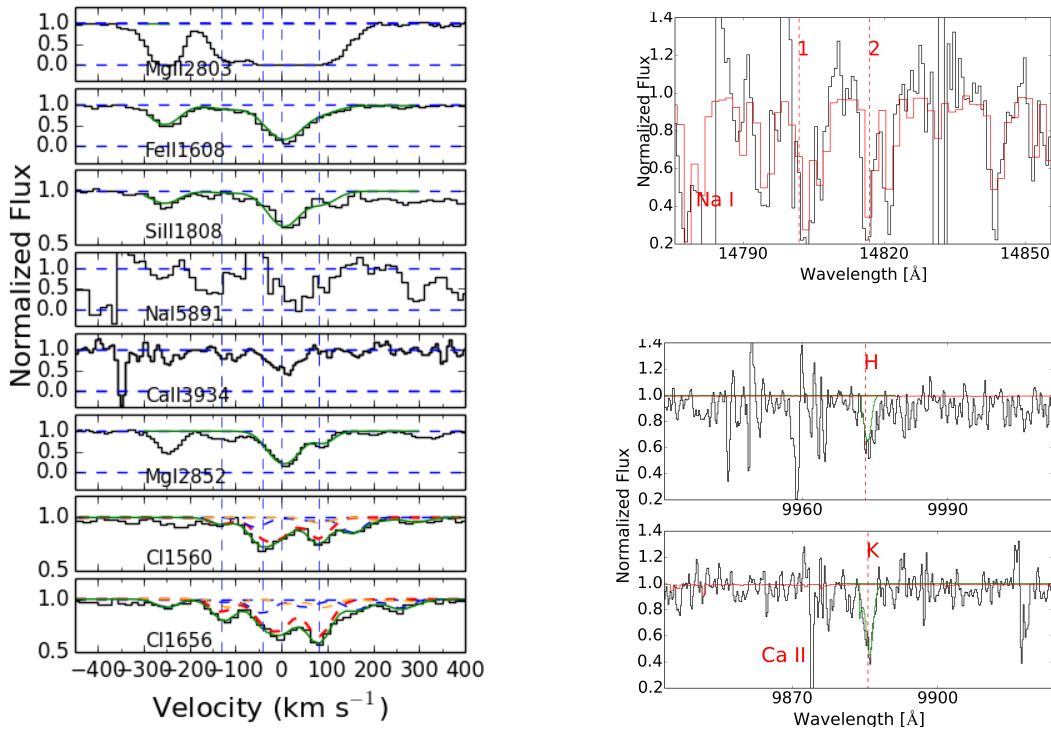 Normalized Flux
1.0
0.5
0.0
MgII2803
1.0
0.5
0.0
FeII1608
1.0
0.5
SiII1808
1.0
0.5
0.0
NaI5891
1.0
0.5
0.0
CaII3934
1.0
0.5
0.0
MgI2852
1.0
0.5
CI1560
1.0
0.5
CI1656
−400 −300 −200 −100 0 100 200 300 400
Velocity (km s−1)
Normalized Flux
1.4
1.2
1.0
0.8
0.6
0.4
0.2
1
2
Na I
14790 14820 14850
Wavelength [Å]
Normalized Flux
1.4
1.2
1.0
0.8
0.6
0.4
0.2
H
9960 9990
1.4
1.2
1.0
0.8
0.6
0.4
0.2
K
Ca II
9870 9900
Wavelength [Å]